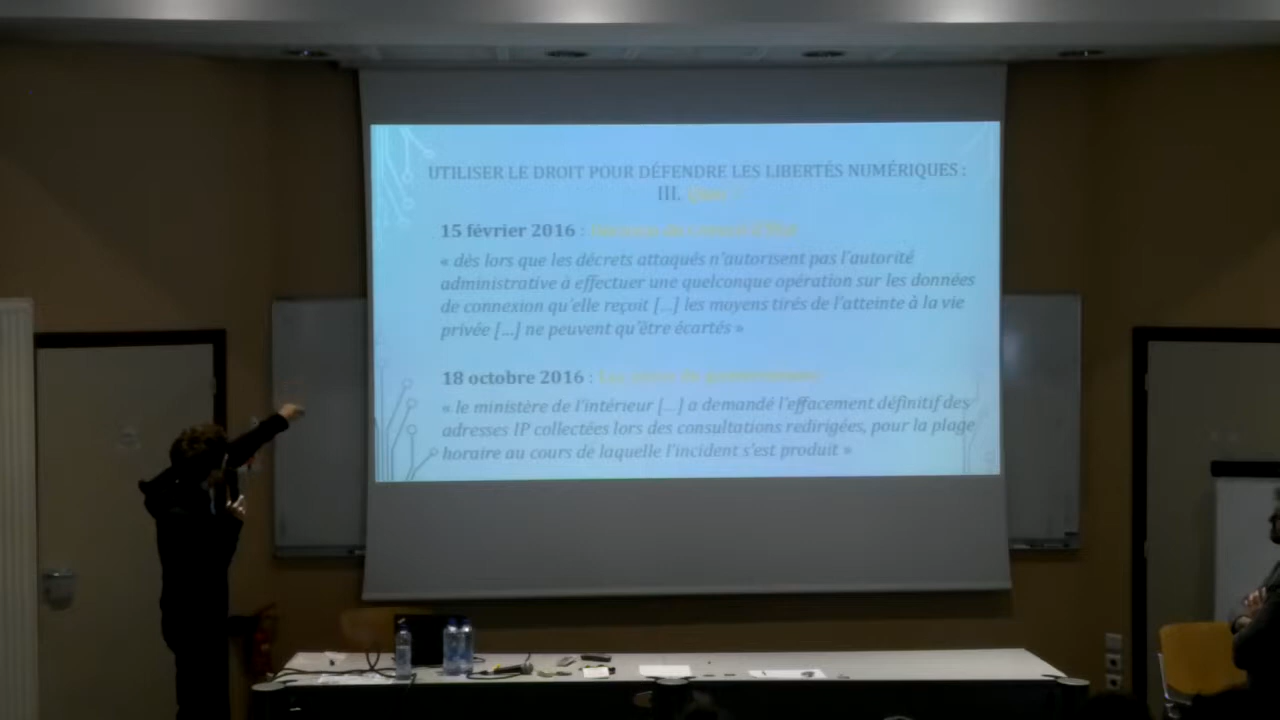 UTILISER LE DROIT POUR DÉFENDRE LES LIBERTÉS NUMÉRIQUES :
III.
15 février 2016 :
« dès lors que les décrets attaqués n'autorisent pas l'autorité
administrative à effectuer une quelconque opération sur les données
de connexion qu'elle reçoit [...] les moyens tirés de l'atteinte à la vie
privée [...] ne peuvent qu'être écartés »
18 octobre 2016 :
« le ministère de l'intérieur [...] a demandé l'effacement définitif des
adresses IP collectées lors des consultations redirigées, pour la plage
horaire au cours de laquelle l'incident s'est produit »